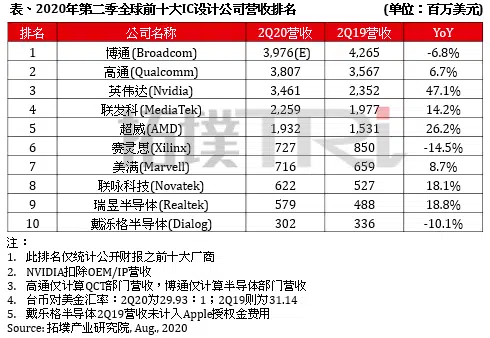 表、2020年第二季全球前十大IC设计公司营收排名 (单位：百万美元)
排名 公司名称 2Q20营收 2Q19营收 YoY
1 博通(Broadcom) 3,976(E) 4,265 -6.8%
2 高通(Qualcomm) 3,807 3,567 6.7%
3 英伟达(Nvidia) 3,461 2,352 47.1%
4 联发科(MediaTek) 2,259 1,977 14.2%
5 超威(AMD) 1,932 1,531 26.2%
6 赛灵思(Xilinx) 727 850 -14.5%
7 美满(Marvell) 716 659 8.7%
8 联咏科技(Novatek) 622 527 18.1%
9 瑞昱半导体(Realtek) 579 488 18.8%
10 戴泺格半导体(Dialog) 302 336 -10.1%
拓墣 TRi
注：
1. 此排名仅统计公开财报之前十大厂商
2. NVIDIA扣除OEM/IP营收
3. 高通仅计算QCT部门营收，博通仅计算半导体部门营收
4. 台币对美金汇率：2Q20为29.93：1；2Q19则为31.14
5. 戴泺格半导体2Q19营收未计入Apple授权金费用
Source: 拓墣产业研究院, Aug., 2020